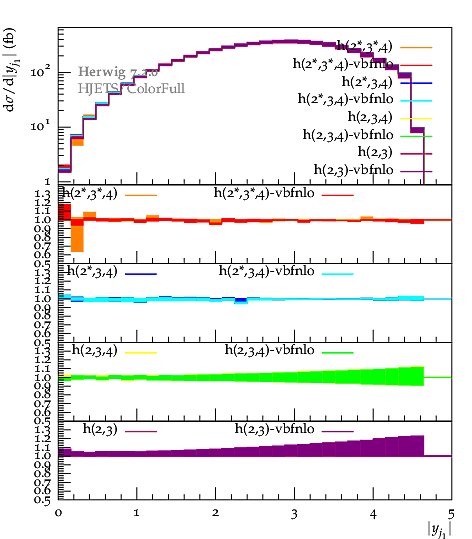 dσ/d|y_j1| (fb)
h(2*,3*,4)
h(2*,3*,4)-vbfnlo
h(2*,3,4)
h(2*,3,4)-vbfnlo
h(2,3,4)
h(2,3,4)-vbfnlo
h(2,3)
h(2,3)-vbfnlo
Herwig
HJETS ColorFull
10^2
10^1
1
h(2*,3*,4) h(2*,3*,4)-vbfnlo
1.3
1.2
1.1
1.0
0.9
0.8
0.7
0.6
0.5
h(2*,3,4) h(2*,3,4)-vbfnlo
1.3
1.2
1.1
1.0
0.9
0.8
0.7
0.6
0.5
h(2,3,4) h(2,3,4)-vbfnlo
1.3
1.2
1.1
1.0
0.9
0.8
0.7
0.6
0.5
h(2,3) h(2,3)-vbfnlo
1.3
1.2
1.1
1.0
0.9
0.8
0.7
0.6
0.5
0 1 2 3 4 5
|y_j1|